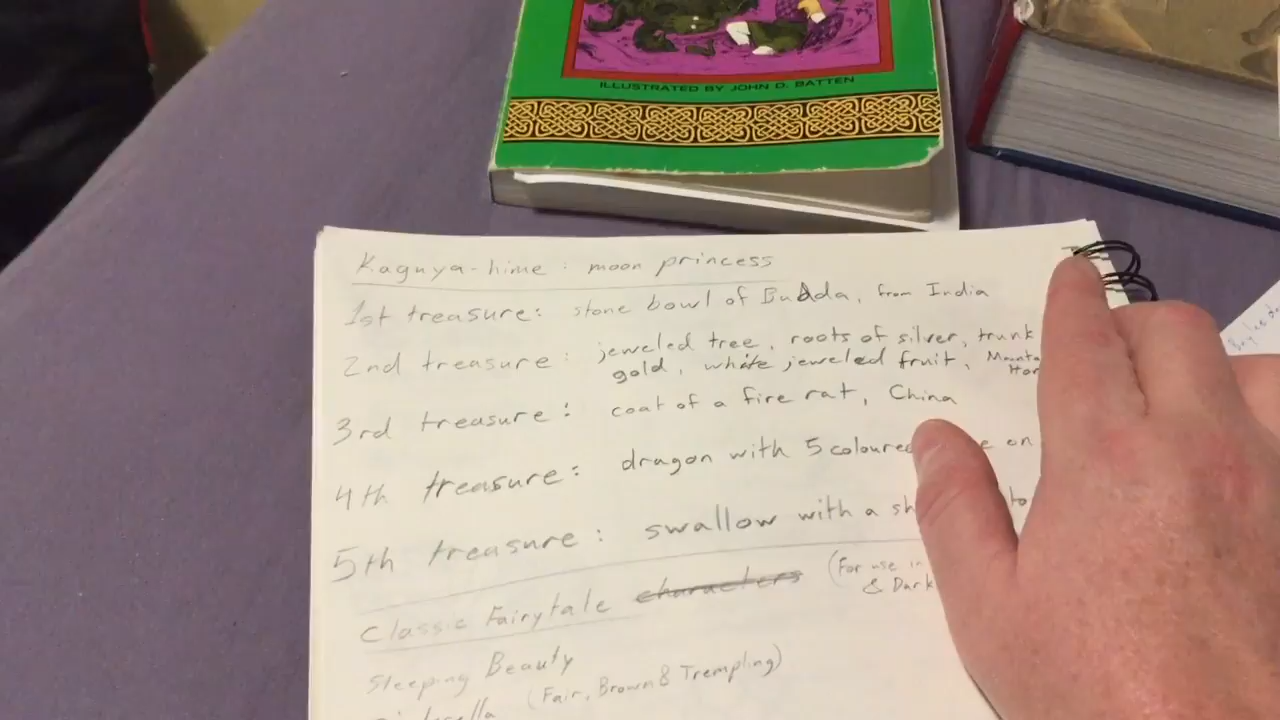 ILLUSTRATED BY JOHN D. BATTEN
Kaguya-hime: moon princess
1st treasure: stone bowl of Budda, from India
2nd treasure: jeweled tree, roots of silver, trunk
gold, white jeweled fruit,
3rd treasure: coat of a fire rat, China
4th treasure: dragon with 5 on
5th treasure: swallow with a
Classic Fairytale characters (For use in
& Dark
Sleeping Beauty
(Fair, Brown & Trempling)